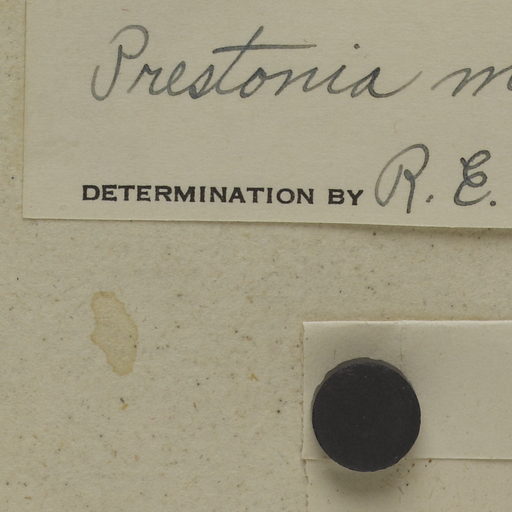 Prestonia m
DETERMINATION BY R. E.